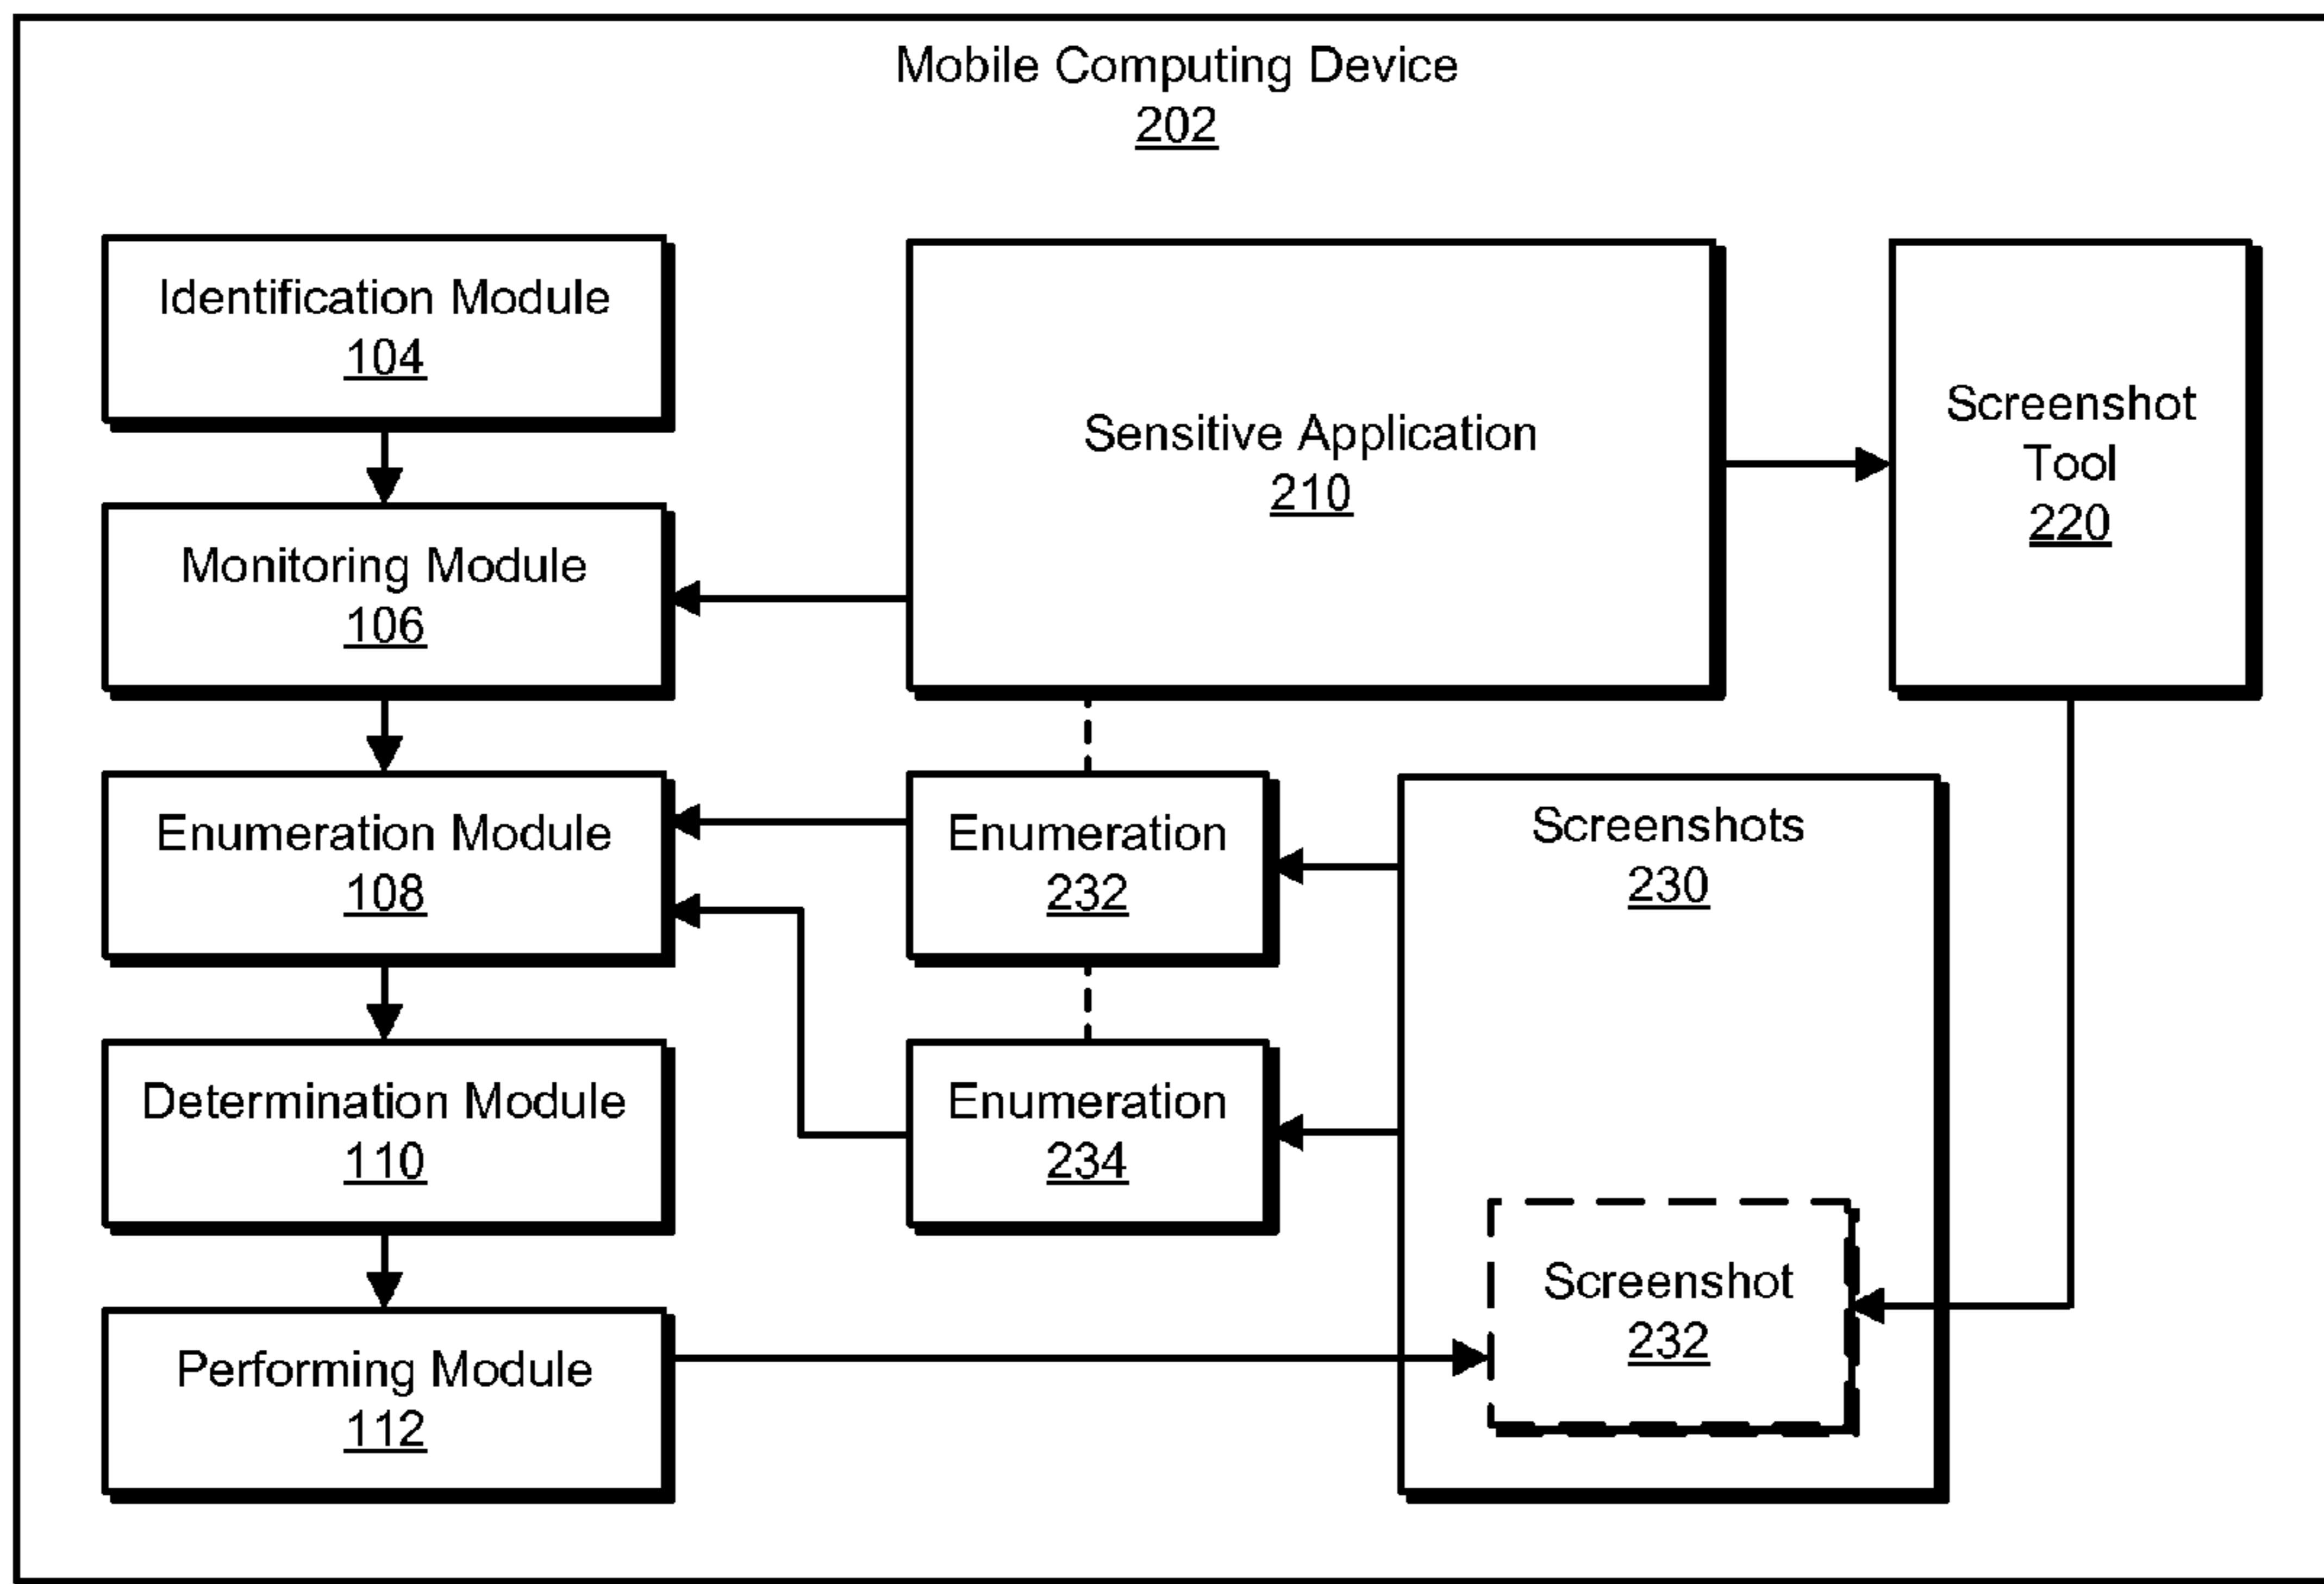 Mobile Computing Device
202
Identification Module
104
Monitoring Module
106
Enumeration Module
108
Determination Module
110
Performing Module
112
Sensitive Application
210
Screenshot
Tool
220
Enumeration
232
Enumeration
234
Screenshots
230
Screenshot
232